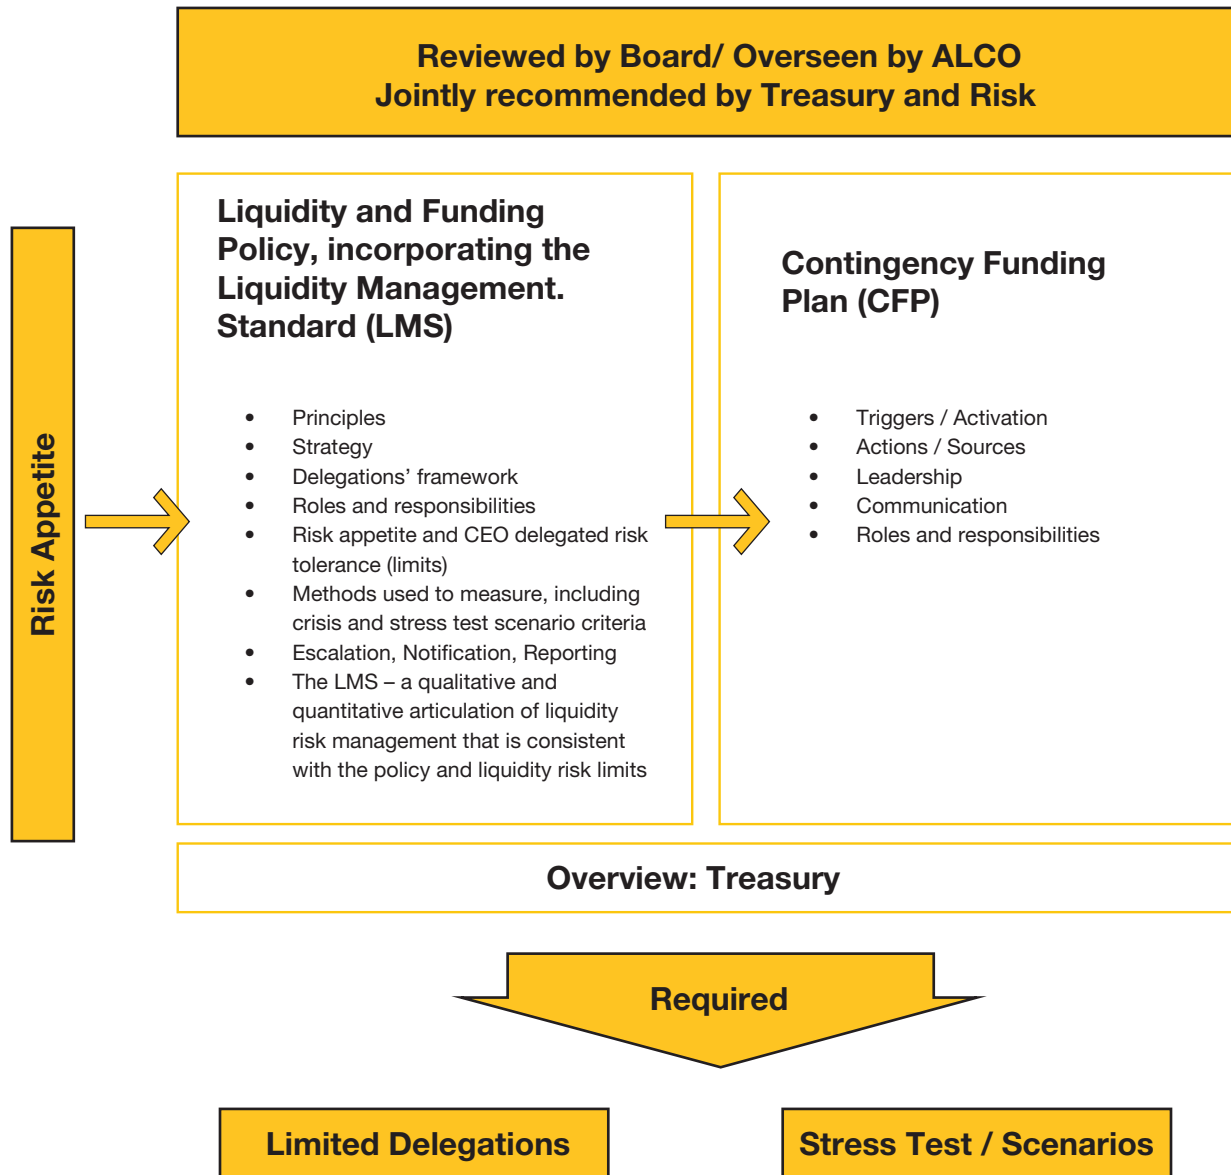 Reviewed by Board/ Overseen by ALCO
Jointly recommended by Treasury and Risk
Risk Appetite
Liquidity and Funding
Policy, incorporating the
Liquidity Management.
Standard (LMS)
• Principles
• Strategy
• Delegations’ framework
• Roles and responsibilities
• Risk appetite and CEO delegated risk
tolerance (limits)
• Methods used to measure, including
crisis and stress test scenario criteria
• Escalation, Notification, Reporting
• The LMS – a qualitative and
quantitative articulation of liquidity
risk management that is consistent
with the policy and liquidity risk limits
Contingency Funding
Plan (CFP)
• Triggers / Activation
• Actions / Sources
• Leadership
• Communication
• Roles and responsibilities
Overview: Treasury
Required
Limited Delegations
Stress Test / Scenarios